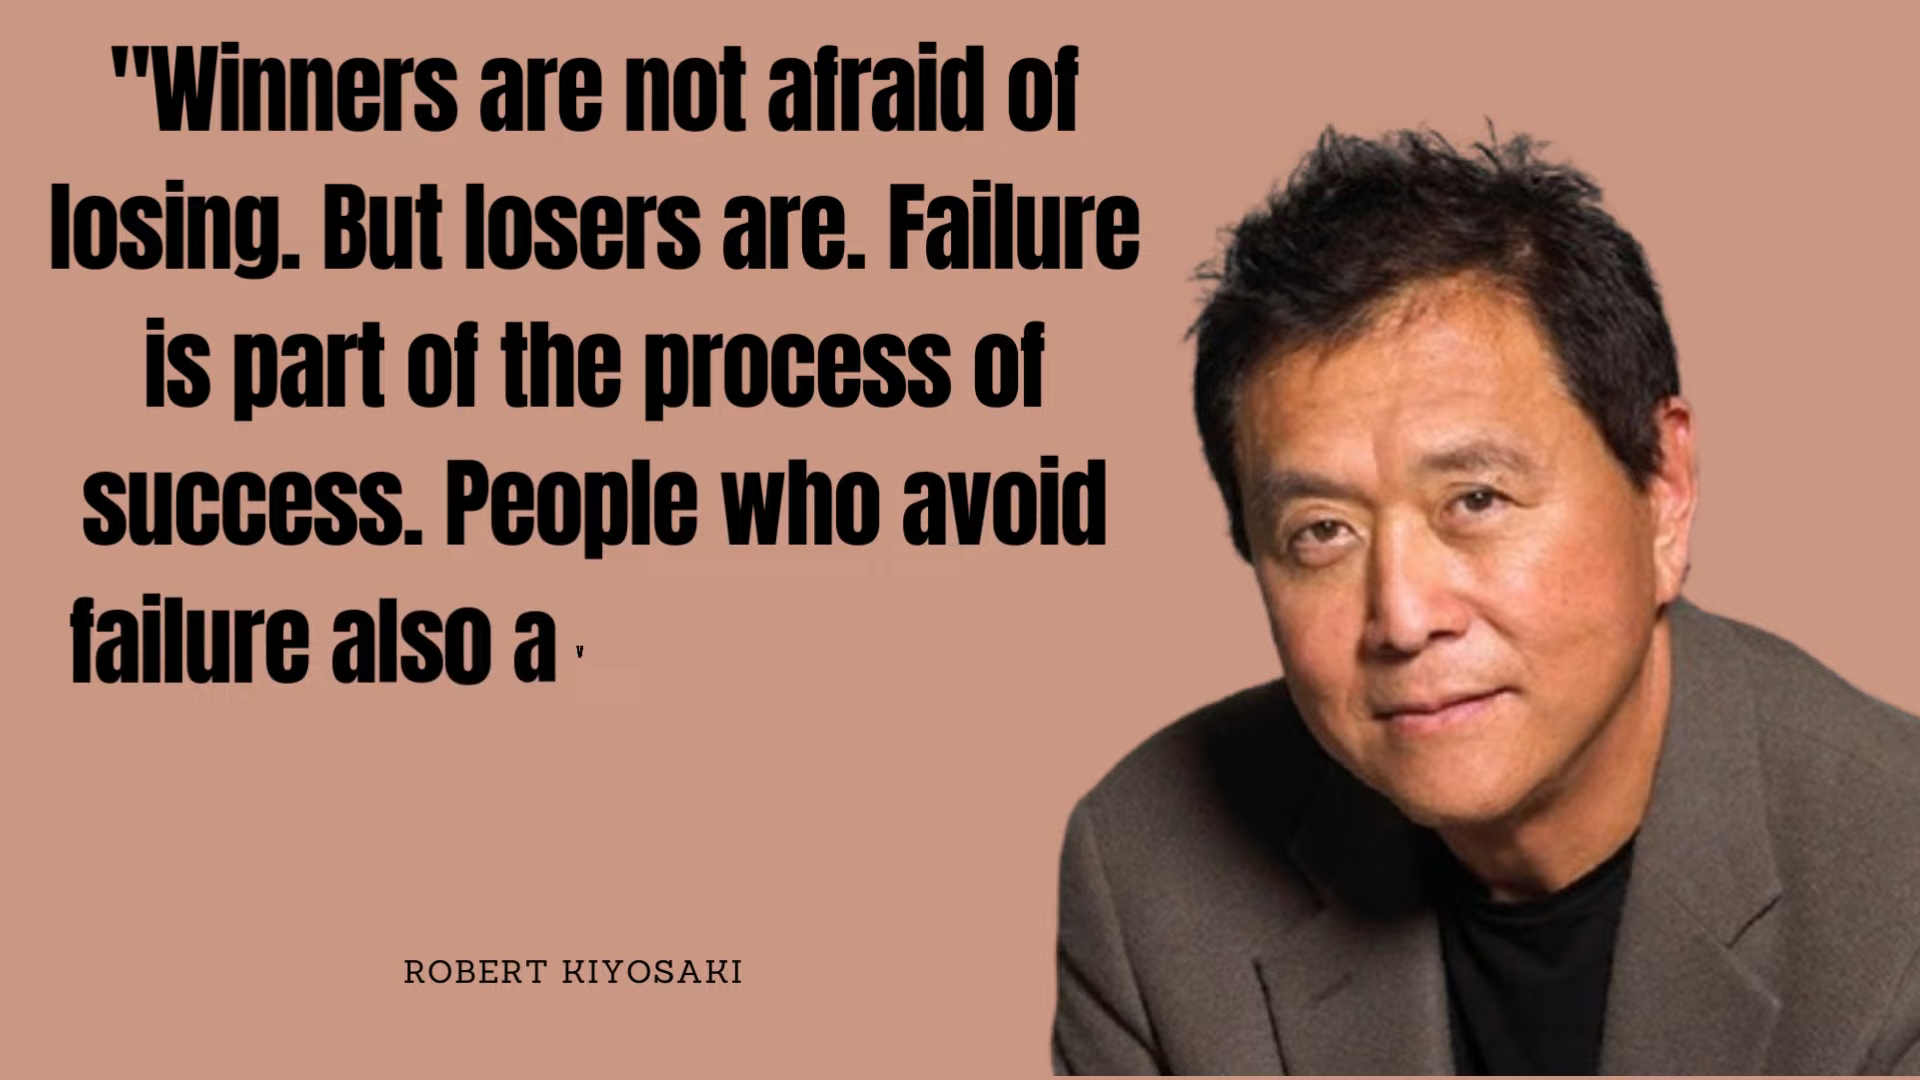 "Winners are not afraid of
losing. But losers are. Failure
is part of the process of
success. People who avoid
failure also a v
ROBERT KIYOSAKI